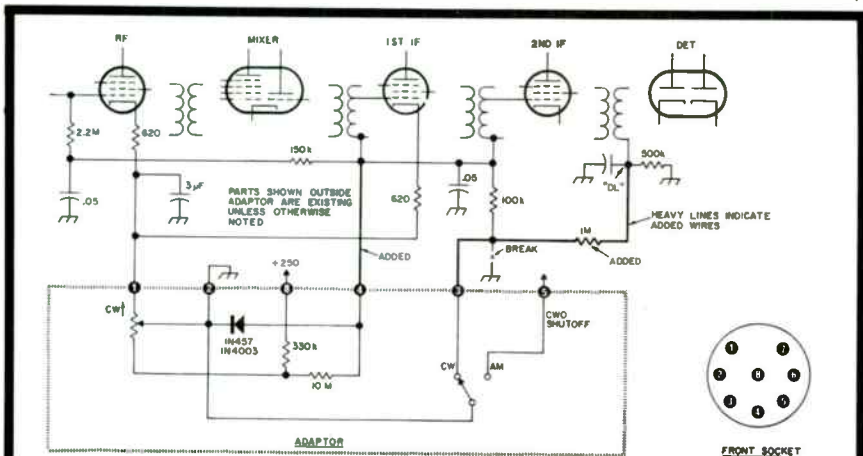 RF
MIXER
1ST IF
2ND IF
DET
2.2M
620
150k
500k
"DL"
.05
3µF
.05
620
100k
PARTS SHOWN OUTSIDE
ADAPTOR ARE EXISTING
UNLESS OTHERWISE
NOTED
HEAVY LINES INDICATE
ADDED WIRES
1M
ADDED
BREAK
ADDED
+250
1
2
8
4
3
5
CW
CWO
SHUTOFF
1N457
1N4003
330k
10M
CW
AM
ADAPTOR
1
7
2
8
6
3
5
4
FRONT SOCKET